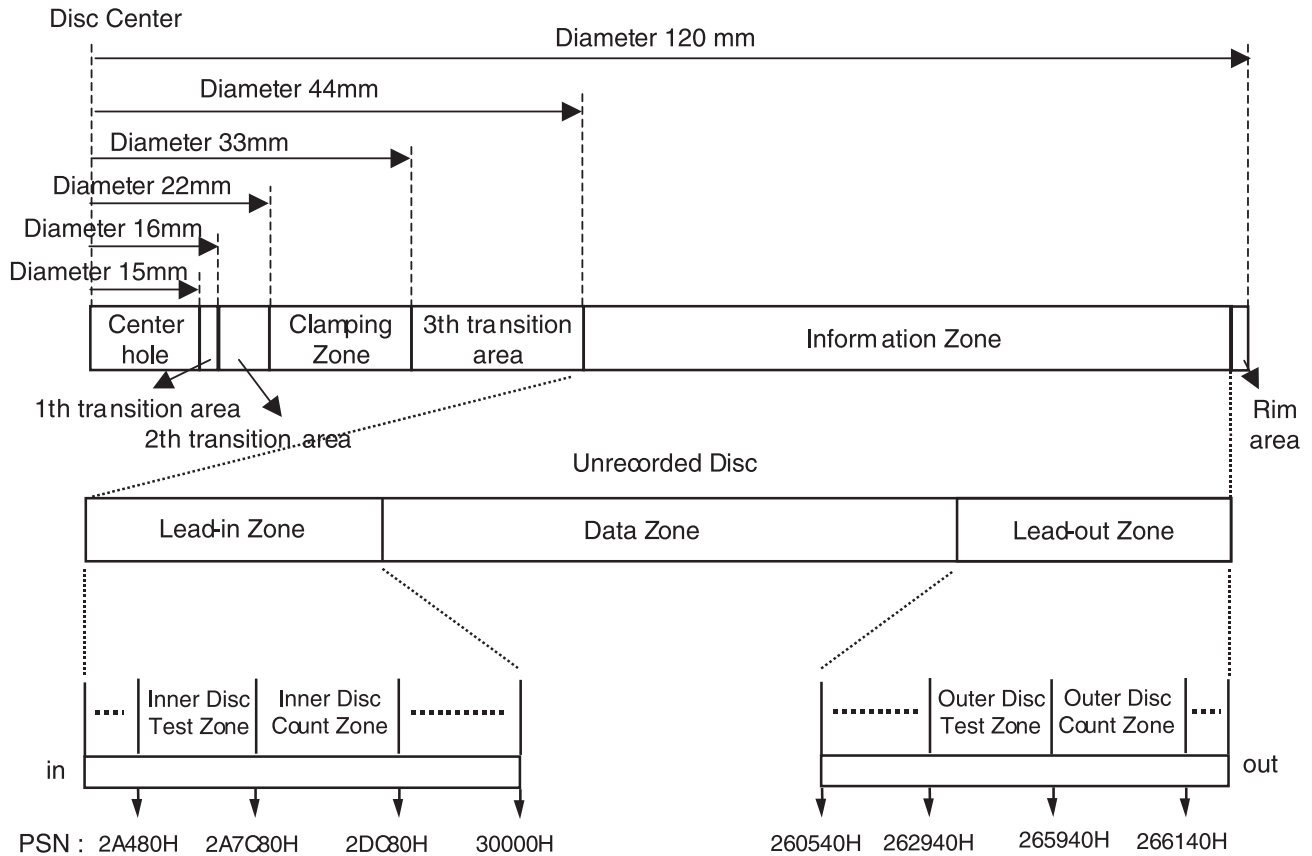 Disc Center
Diameter 120 mm
Diameter 44mm
Diameter 33mm
Diameter 22mm
Diameter 16mm
Diameter 15mm
Center hole
Clamping Zone
3th transition area
Information Zone
1th transition area
2th transition area
Rim area
Unrecorded Disc
Lead-in Zone
Data Zone
Lead-out Zone
Inner Disc Test Zone
Inner Disc Count Zone
Outer Disc Test Zone
Outer Disc Count Zone
in
out
PSN : 2A480H 2A7C80H 2DC80H 30000H 260540H 262940H 265940H 266140H